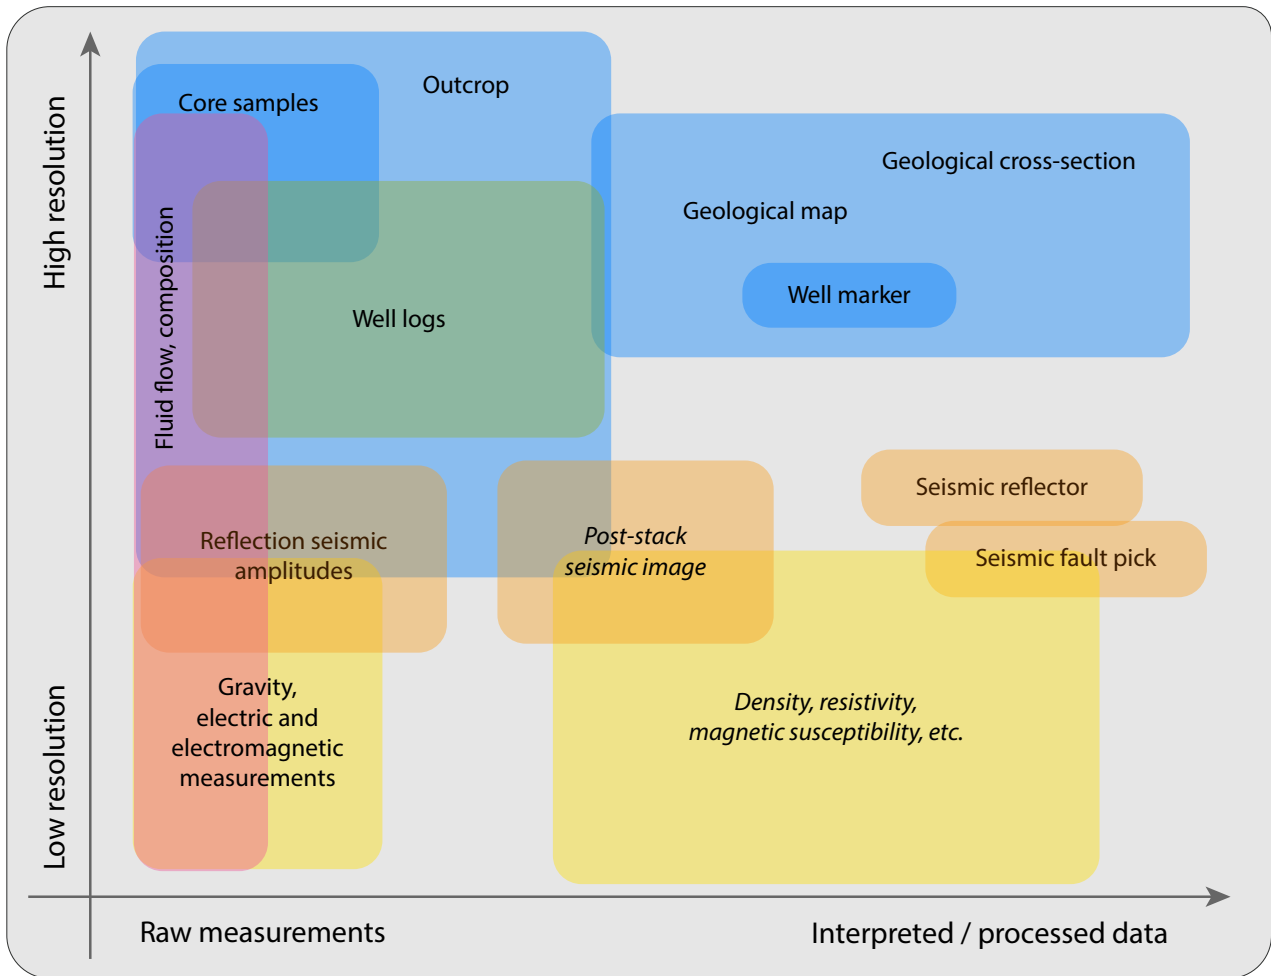 High resolution
Low resolution
Core samples
Outcrop
Geological cross-section
Geological map
Fluid flow, composition
Well marker
Well logs
Seismic reflector
Reflection seismic
amplitudes
Post-stack
seismic image
Seismic fault pick
Gravity,
electric and
electromagnetic
measurements
Density, resistivity,
magnetic susceptibility, etc.
Raw measurements
Interpreted / processed data